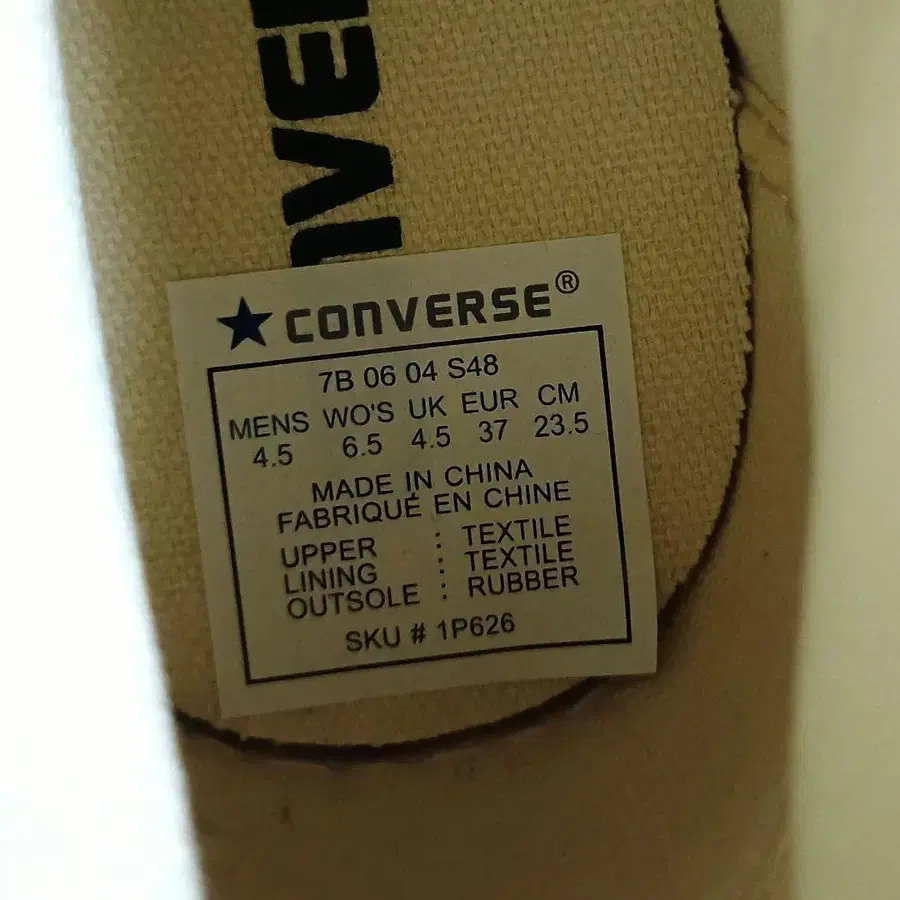 CONVERSE®
7B 06 04 S48
MENS WO'S UK EUR CM
4.5 6.5 4.5 37 23.5
MADE IN CHINA
FABRIQUÉ EN CHINE
UPPER : TEXTILE
LINING : TEXTILE
OUTSOLE : RUBBER
SKU # 1P626